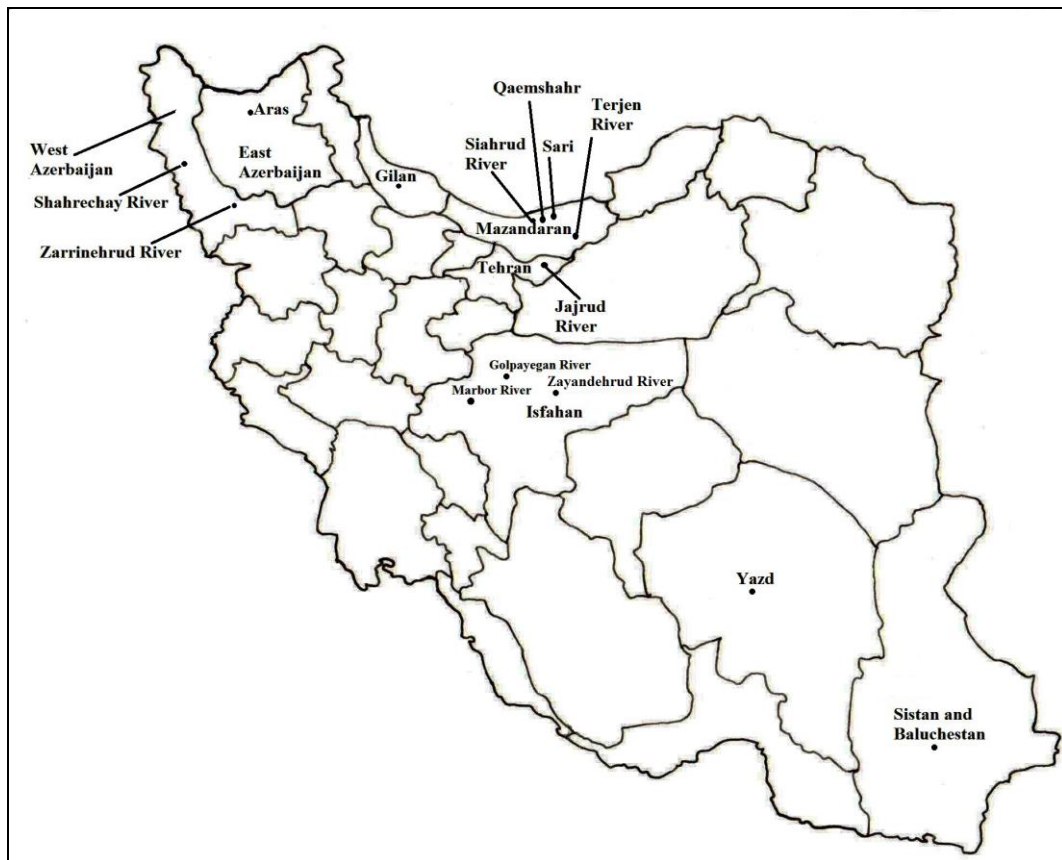 Qaemshahr
Terjen
River
Siahrud
River
Sari
Aras
West
Azerbaijan
East
Azerbaijan
Gilan
Shahrechay River
Mazandaran
Zarrinehrud River
Tehran
Jajrud
River
Golpayegan River
Marbor River
Zayandehrud River
Isfahan
Yazd
Sistan and
Baluchestan